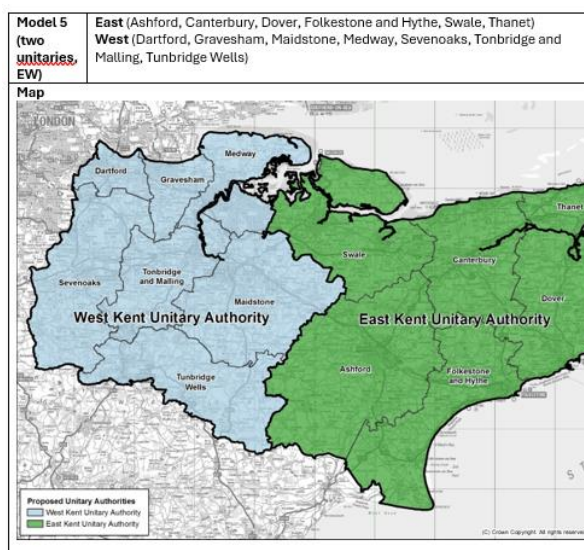 Model 5
(two
unitaries,
EW)
East (Ashford, Canterbury, Dover, Folkestone and Hythe, Swale, Thanet)
West (Dartford, Gravesham, Maidstone, Medway, Sevenoaks, Tonbridge and
Malling, Tunbridge Wells)
Map
LONDON
Medway
Dartford
Gravesham
Thanet
Swale
Canterbury
Sevenoaks
Tonbridge
and Malling
Maidstone
Dover
West Kent Unitary Authority
East Kent Unitary Authority
Ashford
Folkestone
and Hythe
Tunbridge
Wells
Proposed Unitary Authorities
West Kent Unitary Authority
East Kent Unitary Authority
(C) Crown Copyright. All rights reserved